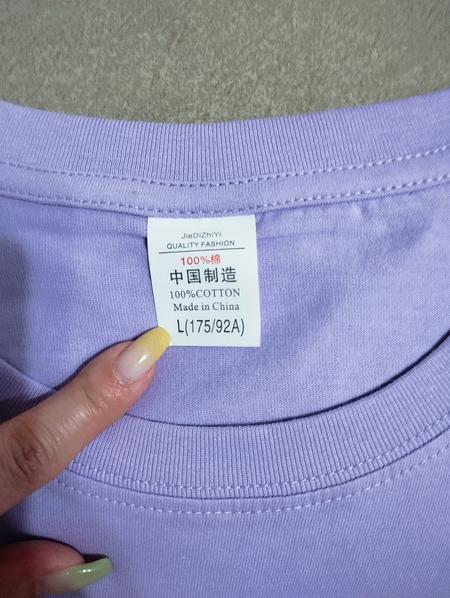 JieDiZhiYi
QUALITY FASHION
100%棉
中国制造
100%COTTON
Made in China
L(175/92A)